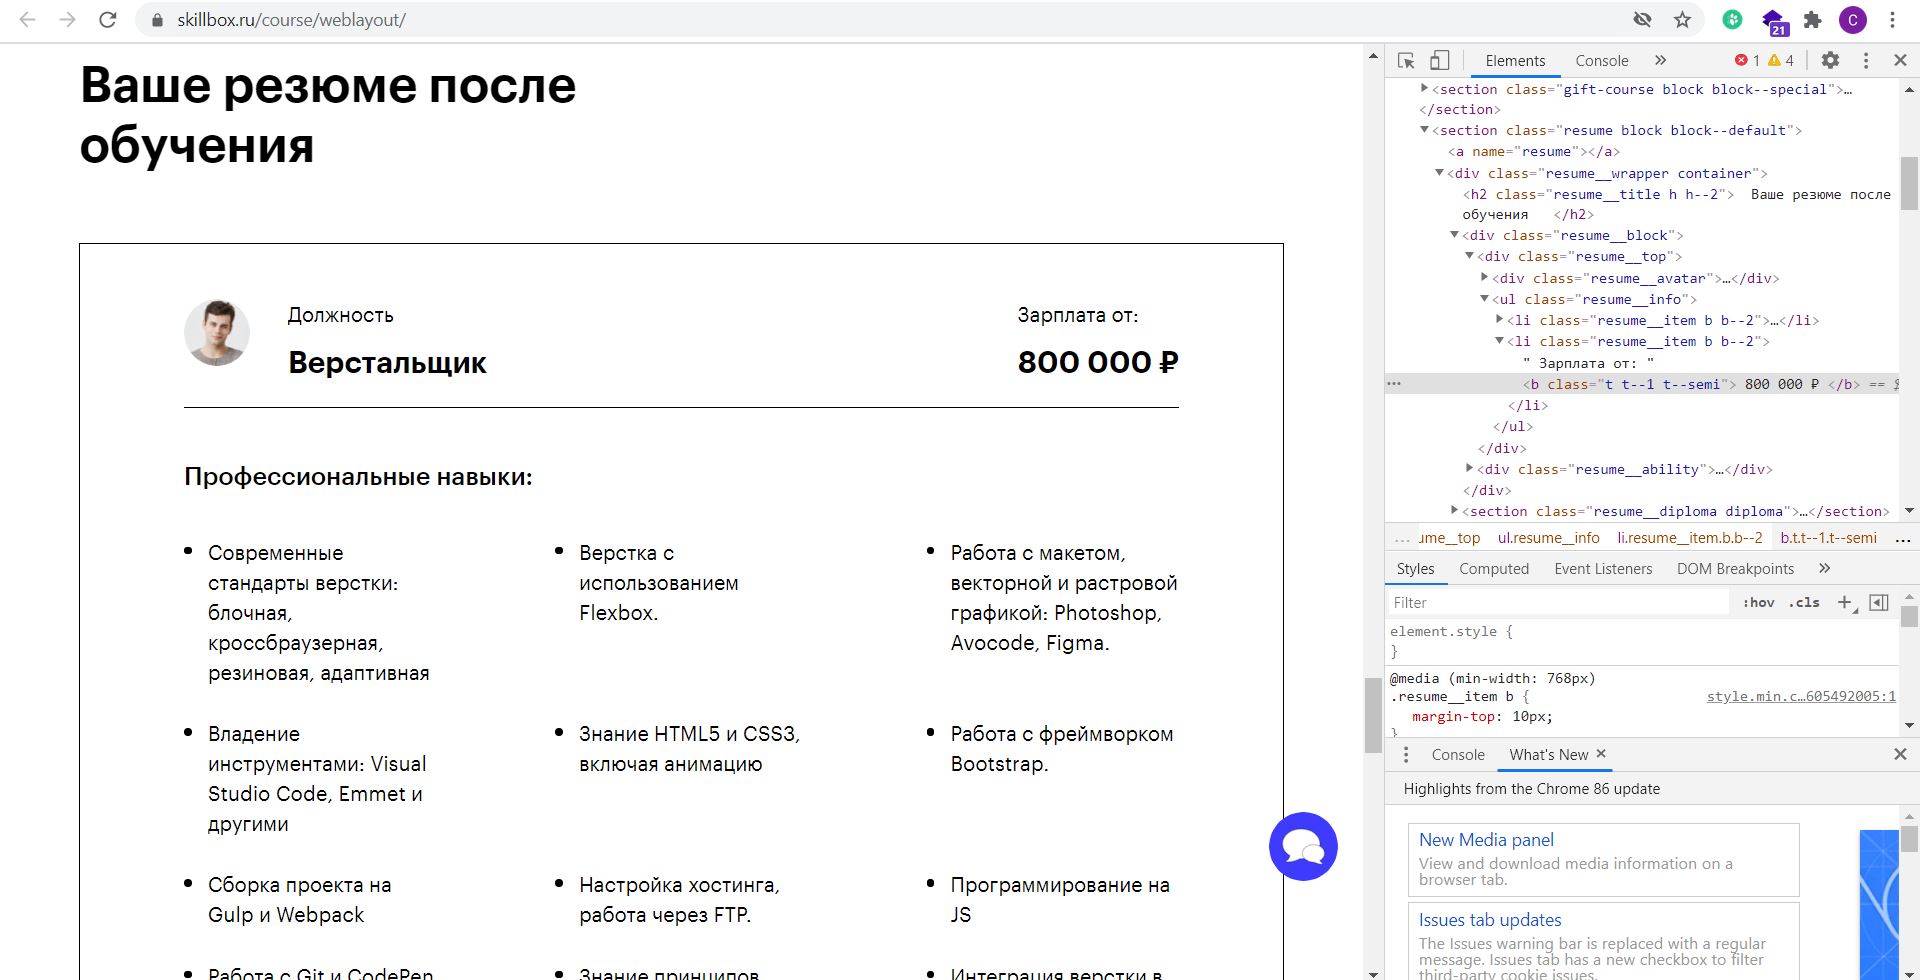 skillbox.ru/course/weblayout/
21
C
Ваше резюме после
обучения
Должность
Верстальщик
Зарплата от:
800 000 ₽
Профессиональные навыки:
Современные
стандарты верстки:
блочная,
кроссбраузерная,
резиновая, адаптивная
Верстка с
использованием
Flexbox.
Работа с макетом,
векторной и растровой
графикой: Photoshop,
Avocode, Figma.
Владение
инструментами: Visual
Studio Code, Emmet и
другими
Знание HTML5 и CSS3,
включая анимацию
Работа с фреймворком
Bootstrap.
Сборка проекта на
Gulp и Webpack
Настройка хостинга,
работа через FTP.
Программирование на
JS
Работа с Git и CodePen
Знание принципов
Интеграция верстки в
Elements Console » 1 4
<section class="gift-course block block--special">…
</section>
<section class="resume block block--default">
<a name="resume"></a>
<div class="resume__wrapper container">
<h2 class="resume__title h h--2"> Ваше резюме после
обучения </h2>
<div class="resume__block">
<div class="resume__top">
<div class="resume__avatar">…</div>
<ul class="resume__info">
<li class="resume__item b b--2">…</li>
<li class="resume__item b b--2">
" Зарплата от: "
<b class="t t--1 t--semi"> 800 000 ₽ </b> ==
</li>
</ul>
</div>
<div class="resume__ability">…</div>
</div>
<section class="resume__diploma diploma">…</section>
... ume__top ul.resume__info li.resume__item.b.b--2 b.t.t--1.t--semi ...
Styles Computed Event Listeners DOM Breakpoints »
Filter :hov .cls +
element.style {
}
@media (min-width: 768px)
.resume__item b { style.min.c…605492005:1
margin-top: 10px;
}
Console What's New ×
Highlights from the Chrome 86 update
New Media panel
View and download media information on a
browser tab.
Issues tab updates
The Issues warning bar is replaced with a regular
message. Issues tab has a new checkbox to filter
third-party cookie issues.